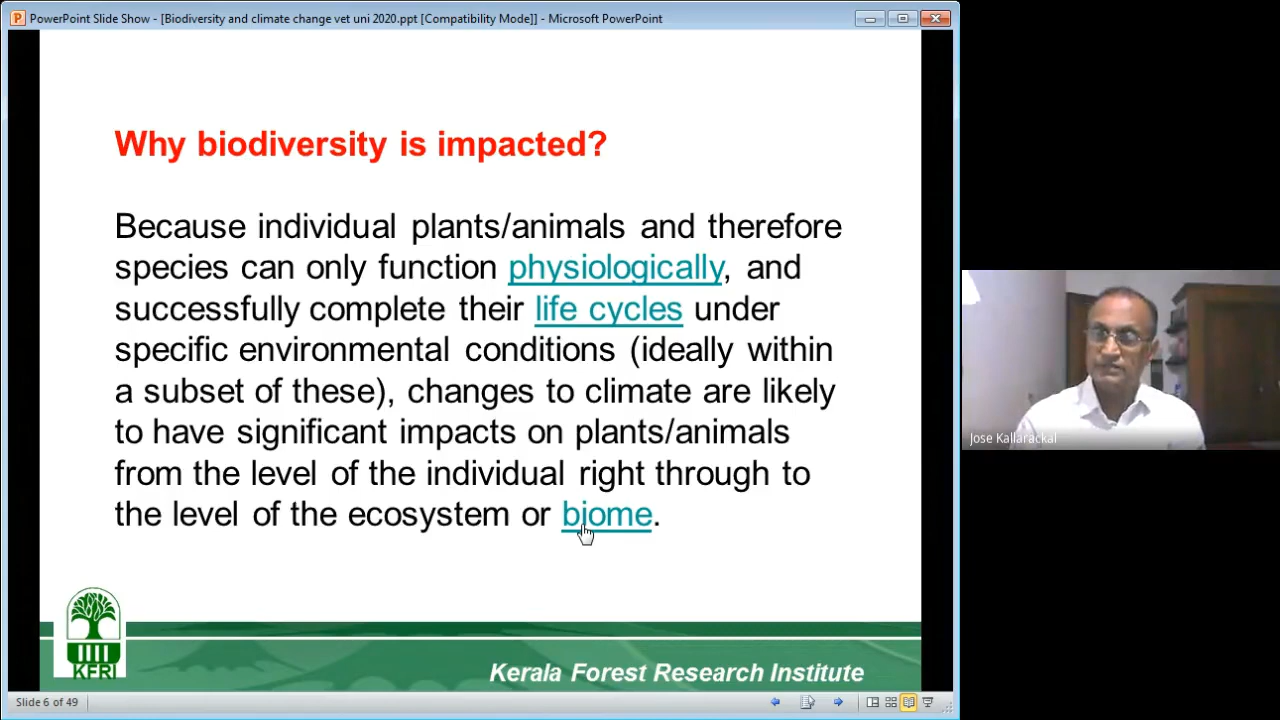 PowerPoint Slide Show - [Biodiversity and climate change vet uni 2020.ppt [Compatibility Mode]] - Microsoft PowerPoint
Why biodiversity is impacted?
Because individual plants/animals and therefore
species can only function physiologically, and
successfully complete their life cycles under
specific environmental conditions (ideally within
a subset of these), changes to climate are likely
to have significant impacts on plants/animals
from the level of the individual right through to
the level of the ecosystem or biome.
Jose Kallarackal
KFRI
Kerala Forest Research Institute
Slide 6 of 49